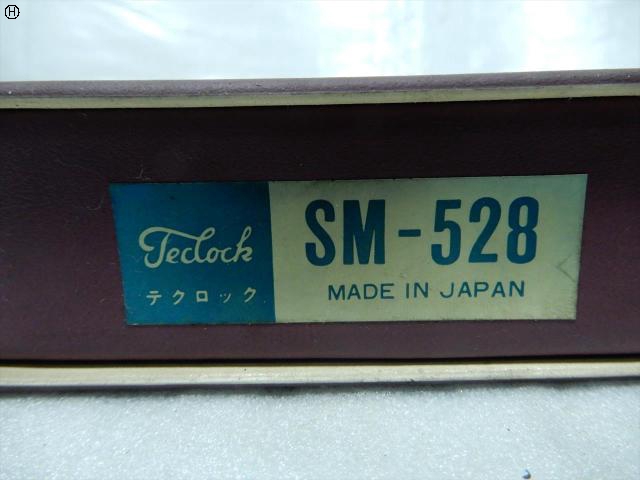 H
Teclock
テクロック
SM-528
MADE IN JAPAN